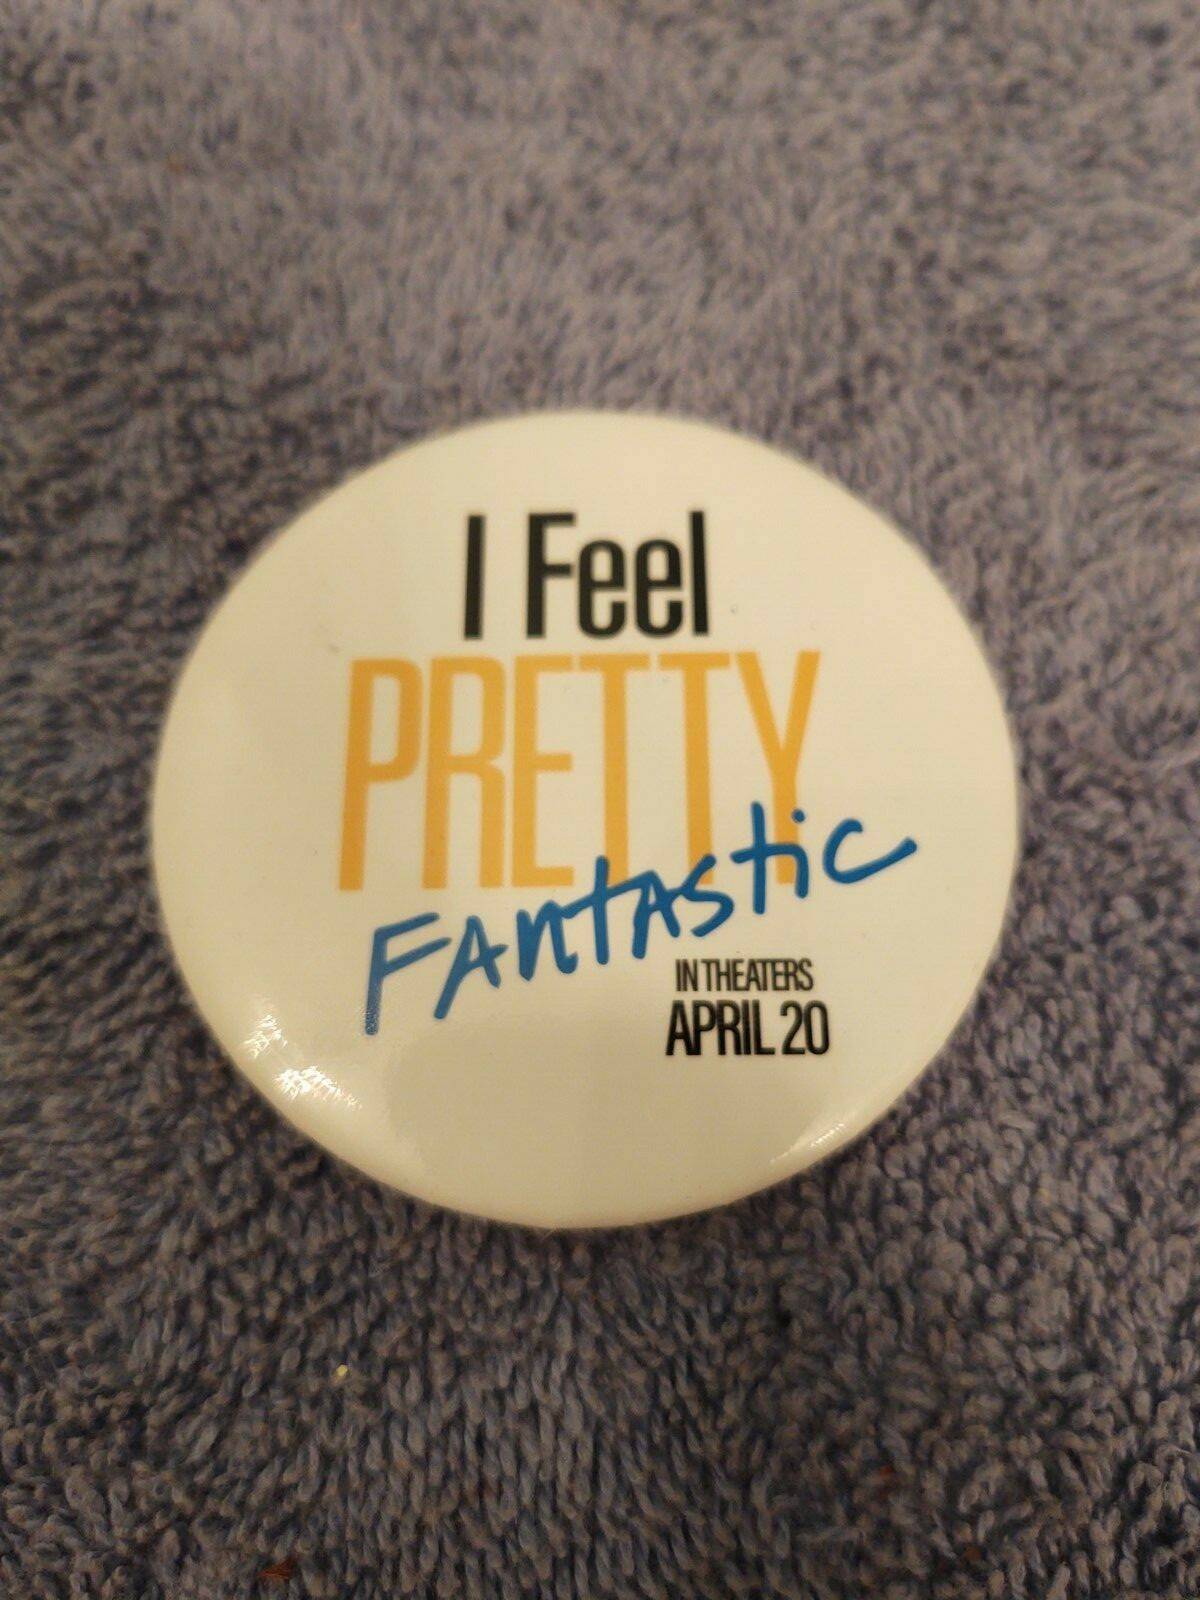 I Feel
PRETTY
FAntAstic
IN THEATERS
APRIL 20